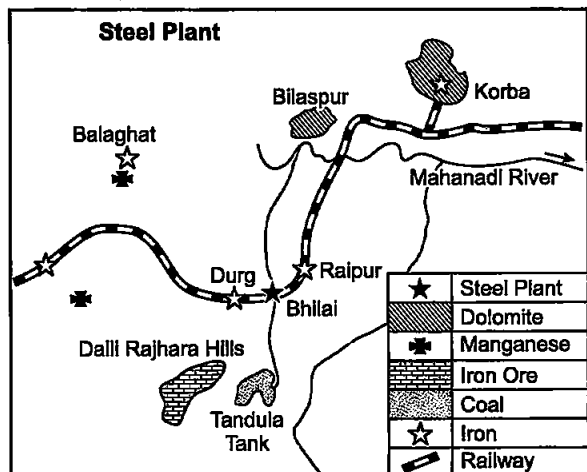 Steel Plant
Bilaspur
Korba
Balaghat
Mahanadi River
Durg
Raipur
Bhilai
Dalli Rajhara Hills
Tandula
Tank
Steel Plant
Dolomite
Manganese
Iron Ore
Coal
Iron
Railway